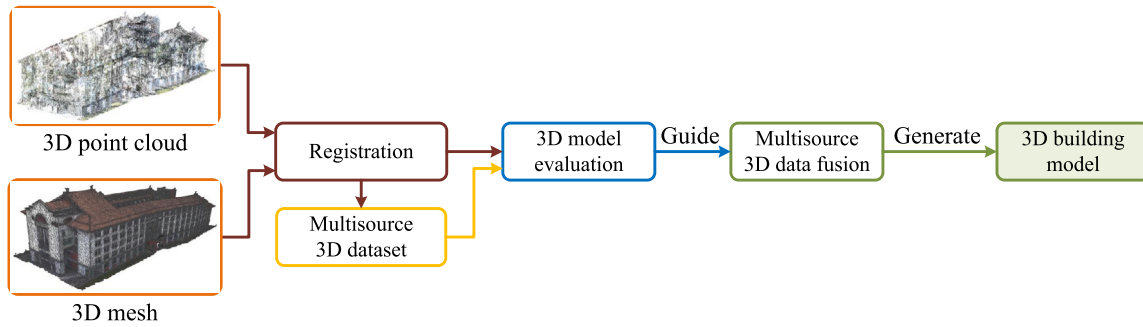 3D point cloud
3D mesh
Registration
Multisource
3D dataset
3D model
evaluation
Guide
Multisource
3D data fusion
Generate
3D building
model